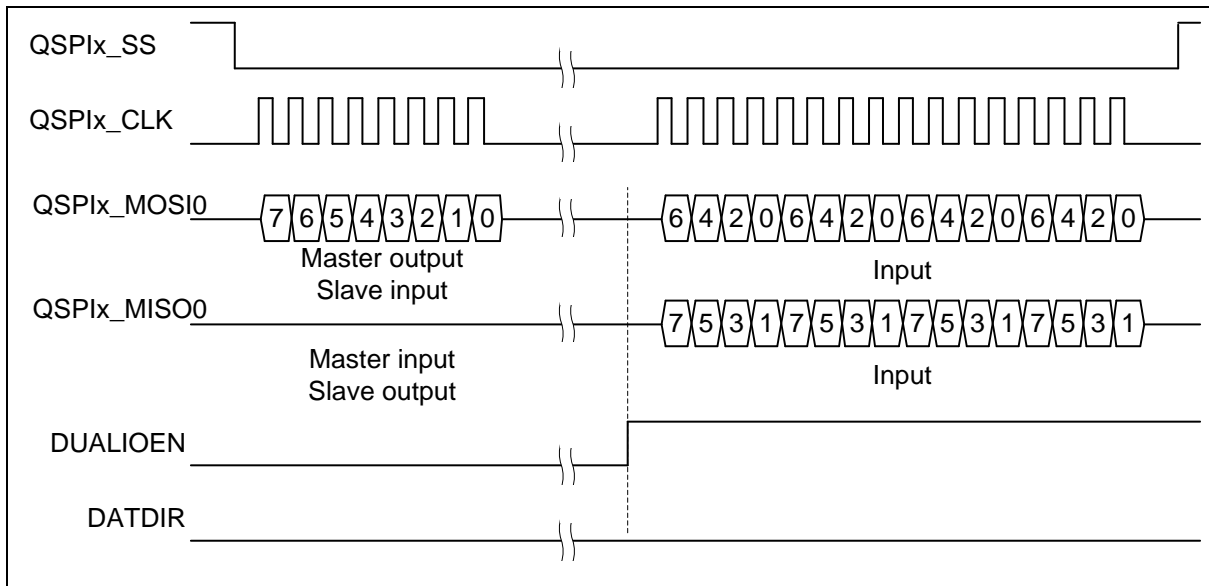 QSPIx_SS
QSPIx_CLK
QSPIx_MOSI0
7 6 5 4 3 2 1 0
6 4 2 0 6 4 2 0 6 4 2 0 6 4 2 0
Master output
Slave input
Input
QSPIx_MISO0
7 5 3 1 7 5 3 1 7 5 3 1 7 5 3 1
Master input
Slave output
Input
DUALIOEN
DATDIR